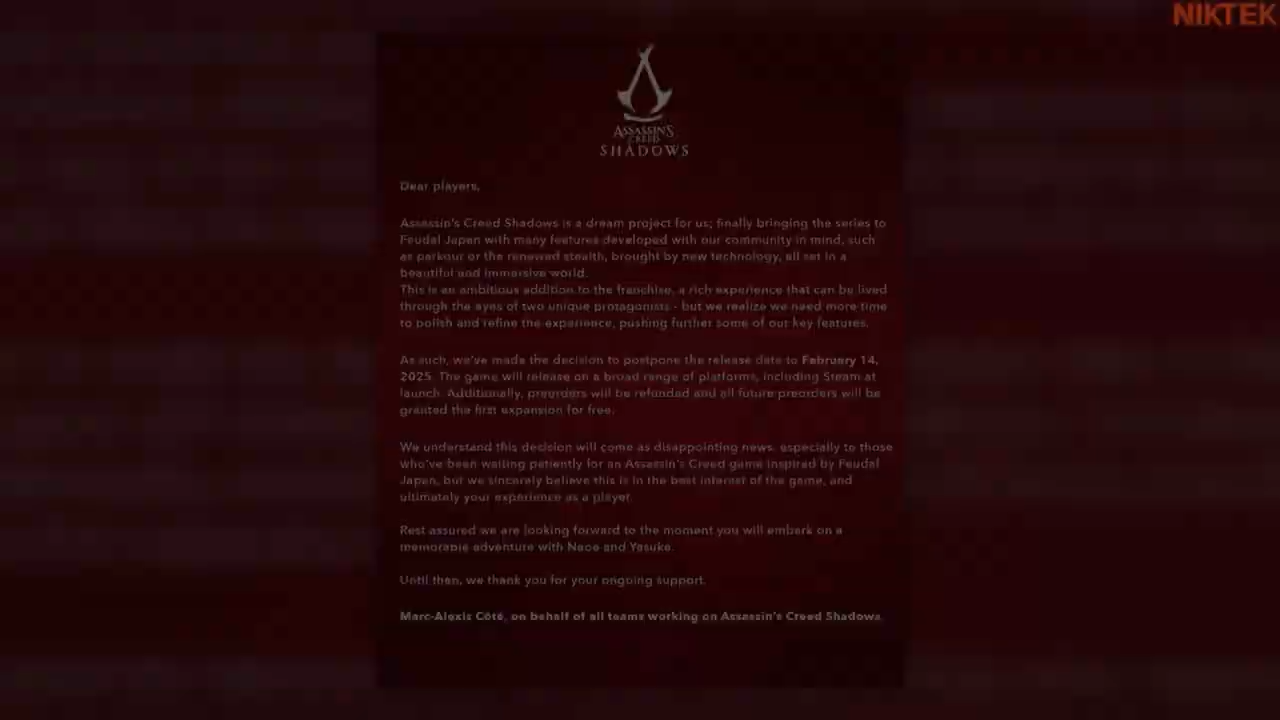 NIKTEK
ASSASSIN'S
CREED
SHADOWS
Dear players,
Assassin's Creed Shadows is a dream project for us; finally bringing the series to
Feudal Japan with many features developed with our community in mind, such
as parkour or the renewed stealth, brought by new technology, all set in a
beautiful and immersive world.
This is an ambitious addition to the franchise, a rich experience that can be lived
through the eyes of two unique protagonists - but we realize we need more time
to polish and refine the experience, pushing further some of our key features.
As such, we've made the decision to postpone the release date to February 14,
2025. The game will release on a broad range of platforms, including Steam at
launch. Additionally, preorders will be refunded and all future preorders will be
granted the first expansion for free.
We understand this decision will come as disappointing news, especially to those
who've been waiting patiently for an Assassin's Creed game inspired by Feudal
Japan, but we sincerely believe this is in the best interest of the game, and
ultimately your experience as a player.
Rest assured we are looking forward to the moment you will embark on a
memorable adventure with Naoe and Yasuke.
Until then, we thank you for your ongoing support.
Marc-Alexis Côté, on behalf of all teams working on Assassin's Creed Shadows.